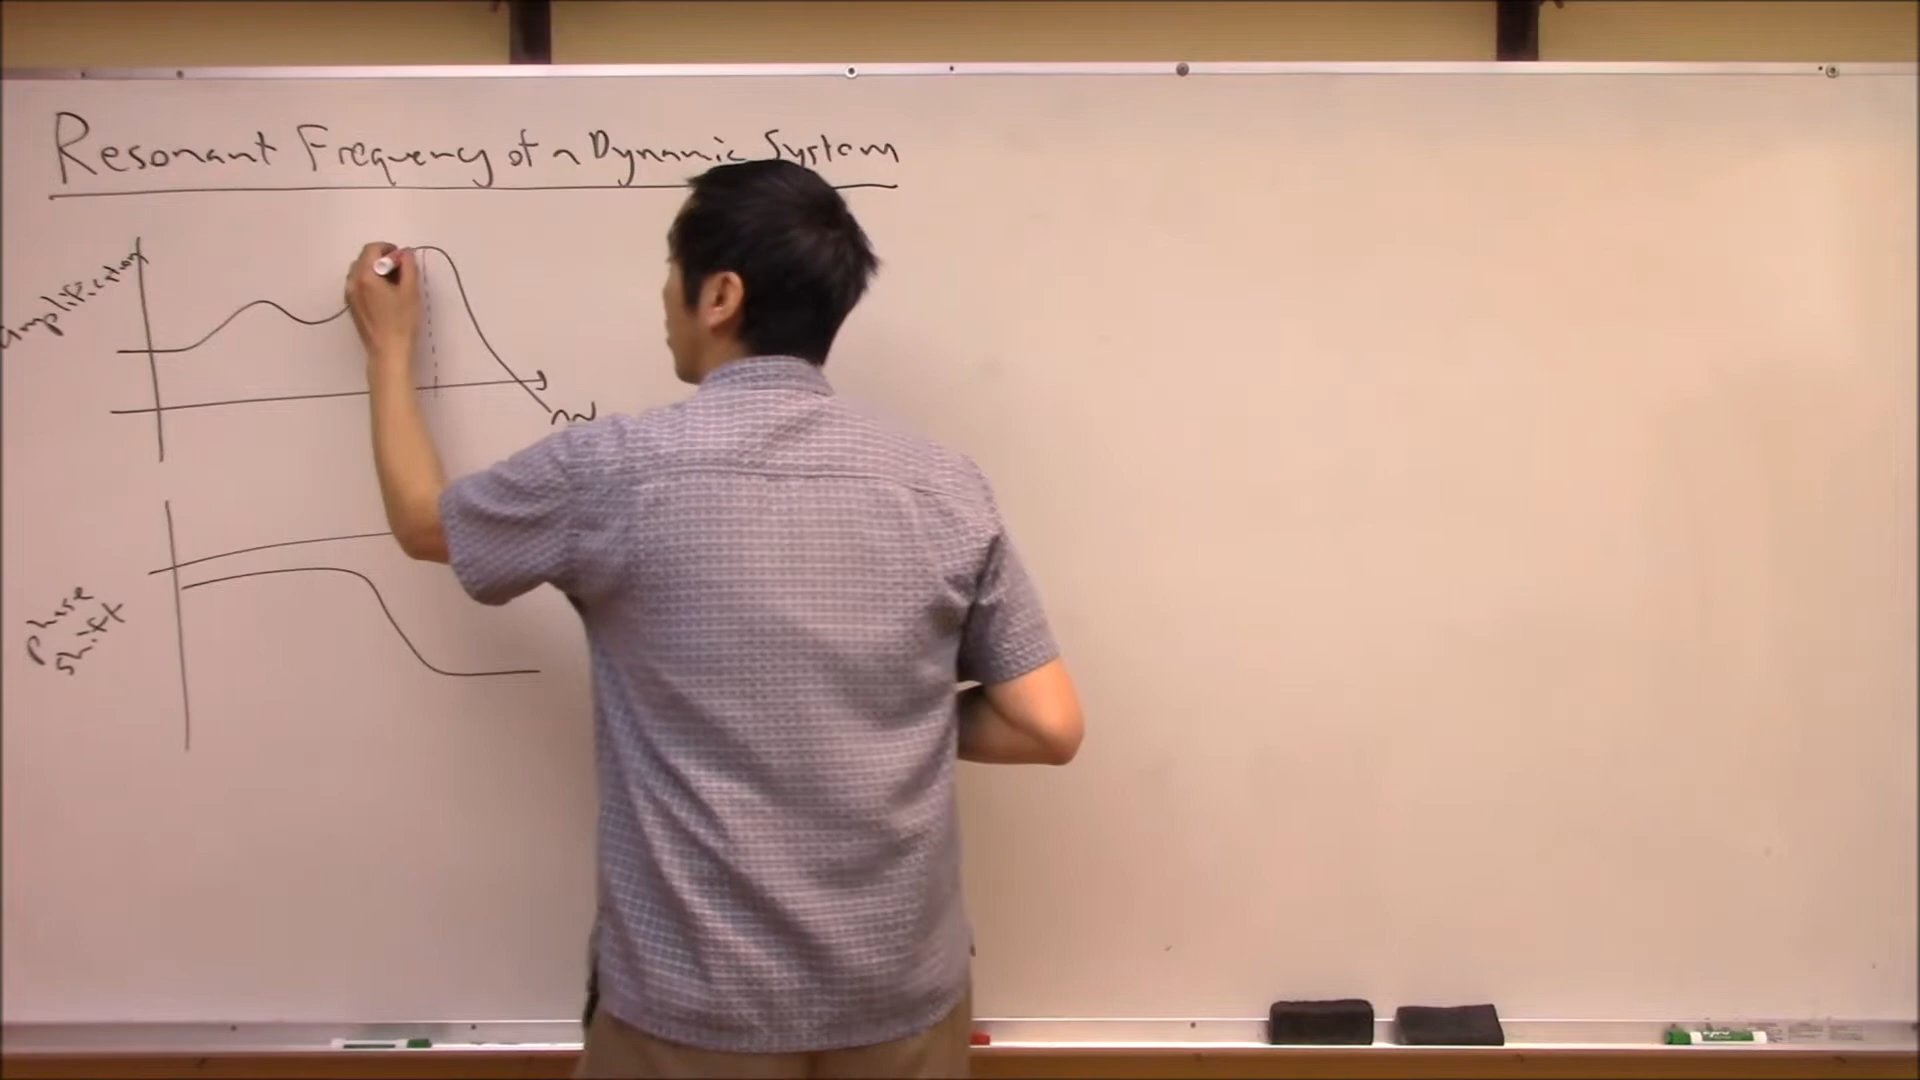 Resonant Frequency of a Dynamic System
amplification
phase
shift